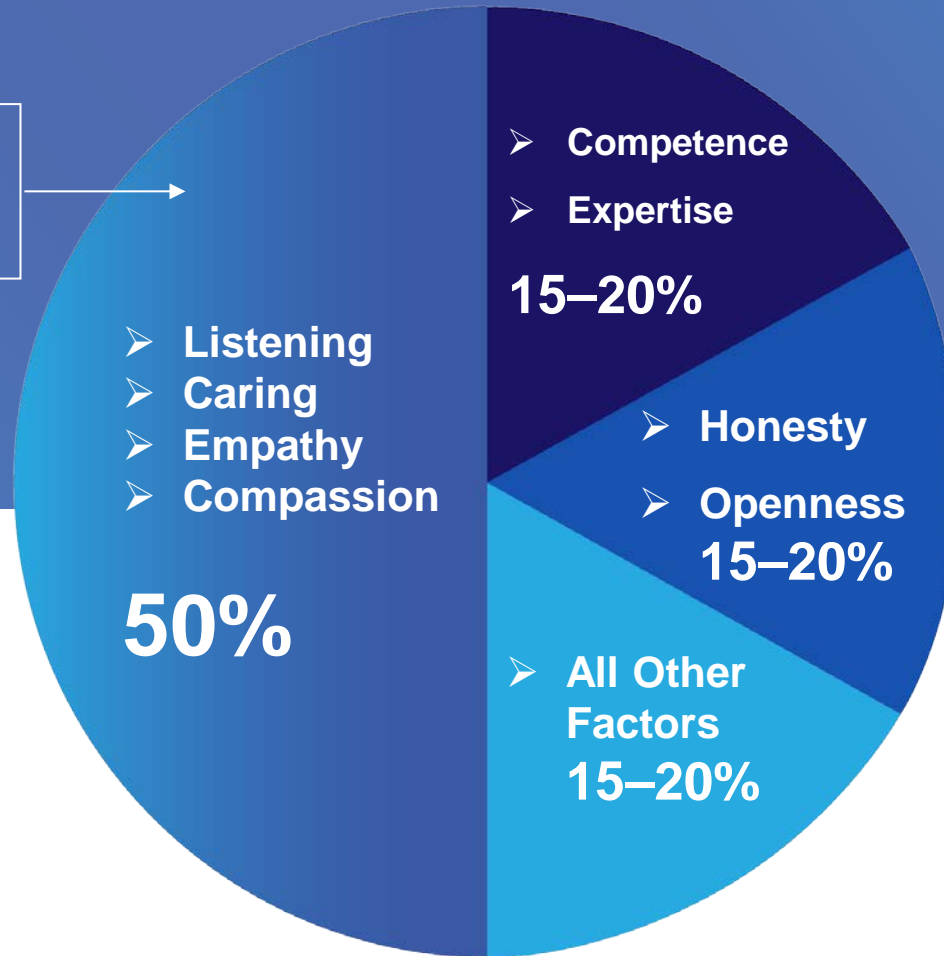 ➢ Listening
➢ Caring
➢ Empathy
➢ Compassion
50%
➢ Competence
➢ Expertise
15–20%
➢ Honesty
➢ Openness
15–20%
➢ All Other
Factors
15–20%